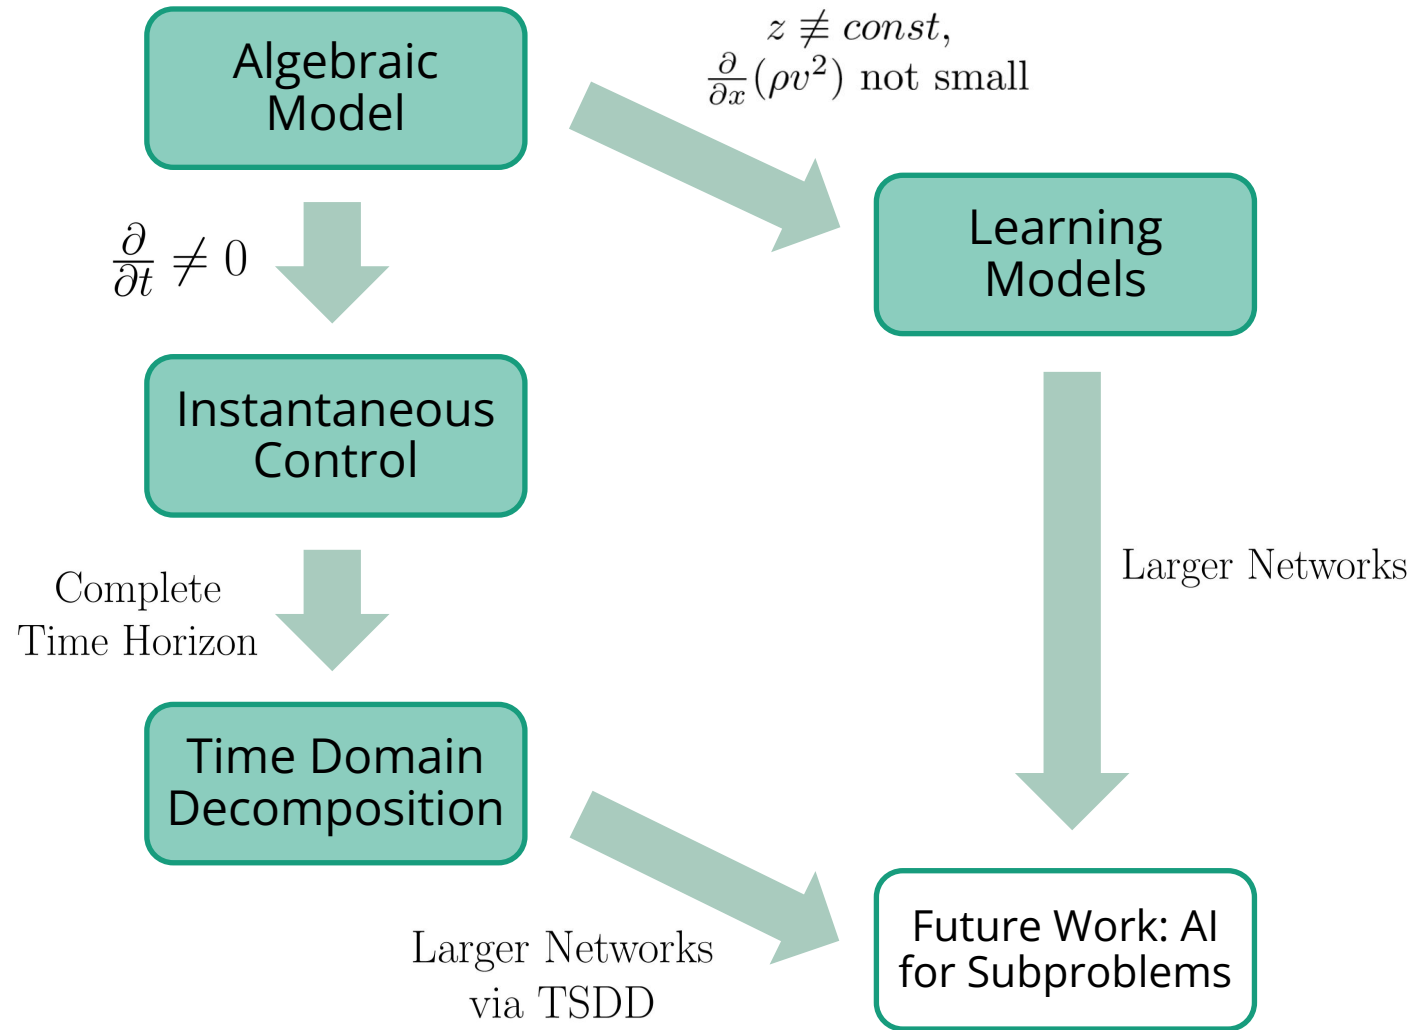 Algebraic
Model
z ≢ const,
∂/∂x (ρv²) not small
Learning
Models
∂/∂t ≠ 0
Instantaneous
Control
Larger Networks
Complete
Time Horizon
Time Domain
Decomposition
Larger Networks
via TSDD
Future Work: AI
for Subproblems